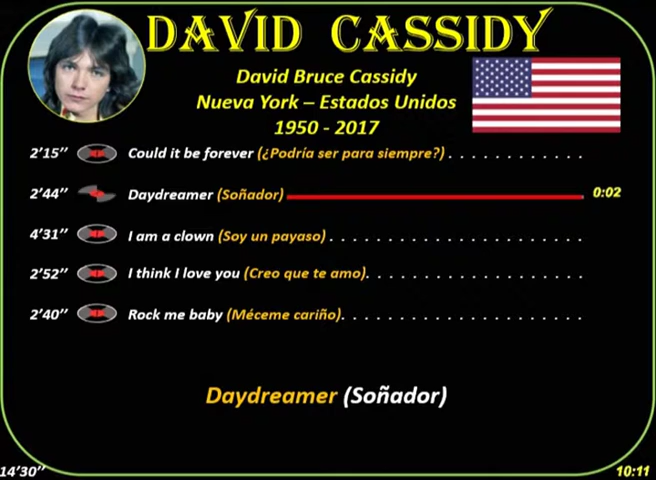 DAVID CASSIDY
David Bruce Cassidy
Nueva York – Estados Unidos
1950 - 2017
2’15’’ Could it be forever (¿Podría ser para siempre?) . . . . . . . . . . . .
2’44’’ Daydreamer (Soñador) 0:02
4’31’’ I am a clown (Soy un payaso) . . . . . . . . . . . . . . . . . . . . . .
2’52’’ I think I love you (Creo que te amo). . . . . . . . . . . . . . . . . . .
2’40’’ Rock me baby (Méceme cariño). . . . . . . . . . . . . . . . . . . . .
Daydreamer (Soñador)
14’30’’ 10:11